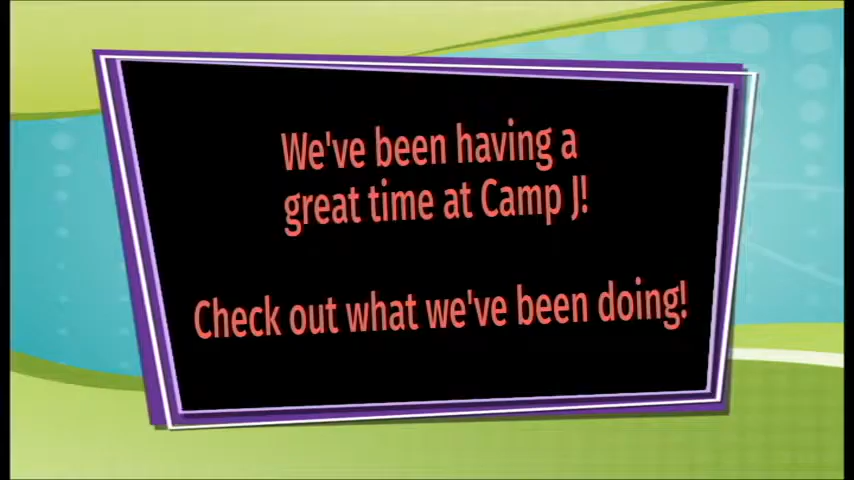 We've been having a
great time at Camp J!
Check out what we've been doing!